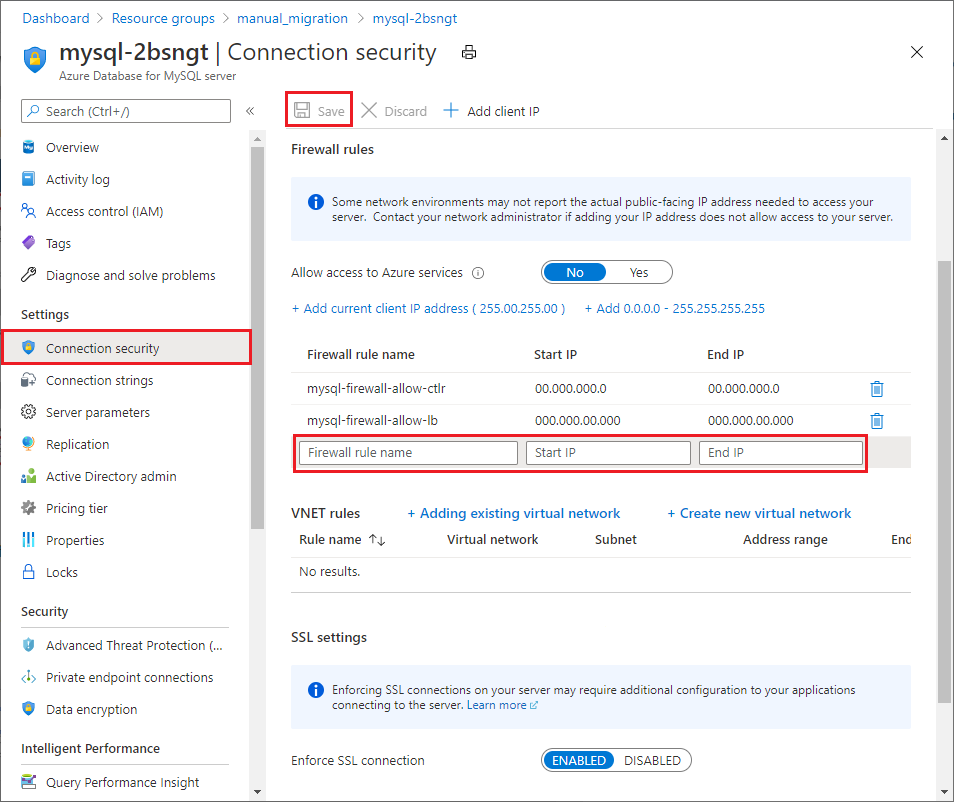 Dashboard > Resource groups > manual_migration > mysql-2bsngt
mysql-2bsngt | Connection security
Azure Database for MySQL server
Search (Ctrl+/)
«
Overview
Activity log
Access control (IAM)
Tags
Diagnose and solve problems
Settings
Connection security
Connection strings
Server parameters
Replication
Active Directory admin
Pricing tier
Properties
Locks
Security
Advanced Threat Protection (...
Private endpoint connections
Data encryption
Intelligent Performance
Query Performance Insight
Save Discard + Add client IP
Firewall rules
Some network environments may not report the actual public-facing IP address needed to access your
server. Contact your network administrator if adding your IP address does not allow access to your server.
Allow access to Azure services No Yes
+ Add current client IP address ( 255.00.255.00 ) + Add 0.0.0.0 - 255.255.255.255
Firewall rule name Start IP End IP
mysql-firewall-allow-ctlr 00.000.000.0 00.000.000.0
mysql-firewall-allow-lb 000.000.00.000 000.000.00.000
Firewall rule name Start IP End IP
VNET rules + Adding existing virtual network + Create new virtual network
Rule name ↑↓ Virtual network Subnet Address range End
No results.
SSL settings
Enforcing SSL connections on your server may require additional configuration to your applications
connecting to the server. Learn more
Enforce SSL connection ENABLED DISABLED